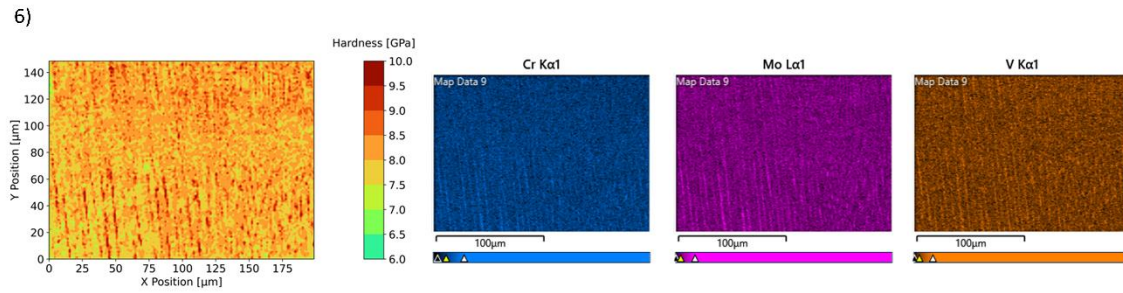 6)
Hardness [GPa]
10.0
9.5
9.0
8.5
8.0
7.5
7.0
6.5
6.0
140
120
100
80
60
40
20
0
Y Position [µm]
0 25 50 75 100 125 150 175
X Position [µm]
Cr Kα1
Map Data 9
100µm
Mo Lα1
Map Data 9
100µm
V Kα1
Map Data 9
100µm